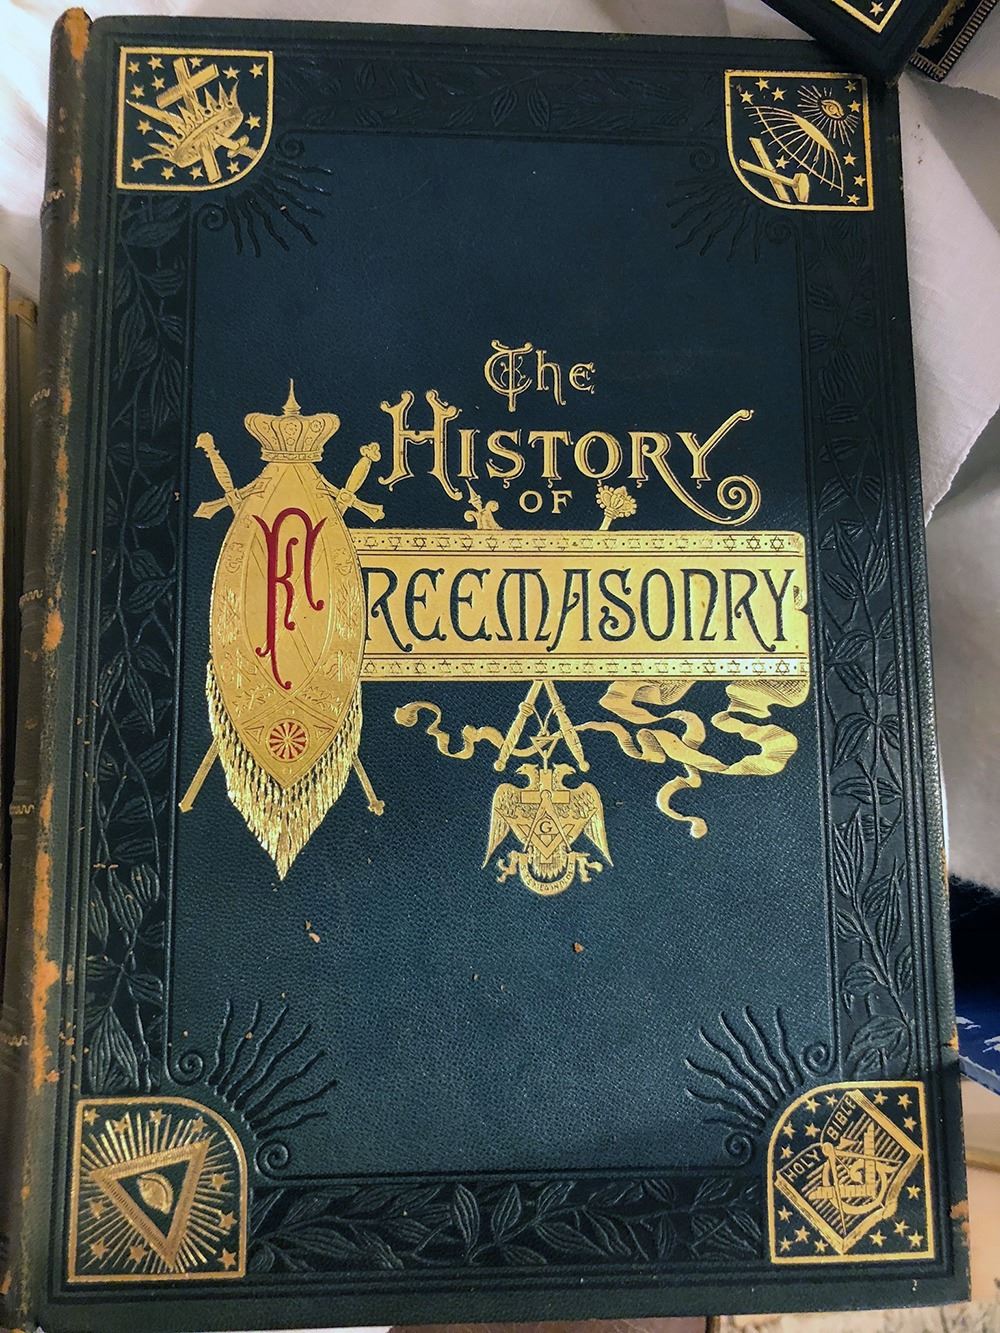 The
HISTORY
OF
FREEMASONRY
G
HOLY BIBLE
G